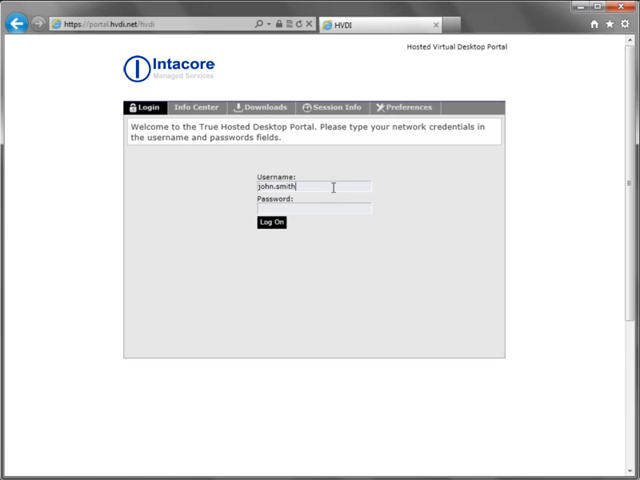 https://portal.hvdi.net/hvdi
HVDI
Hosted Virtual Desktop Portal
Intacore
Managed Services
Login Info Center Downloads Session Info Preferences
Welcome to the True Hosted Desktop Portal. Please type your network credentials in
the username and passwords fields.
Username:
john.smith
Password:
Log On